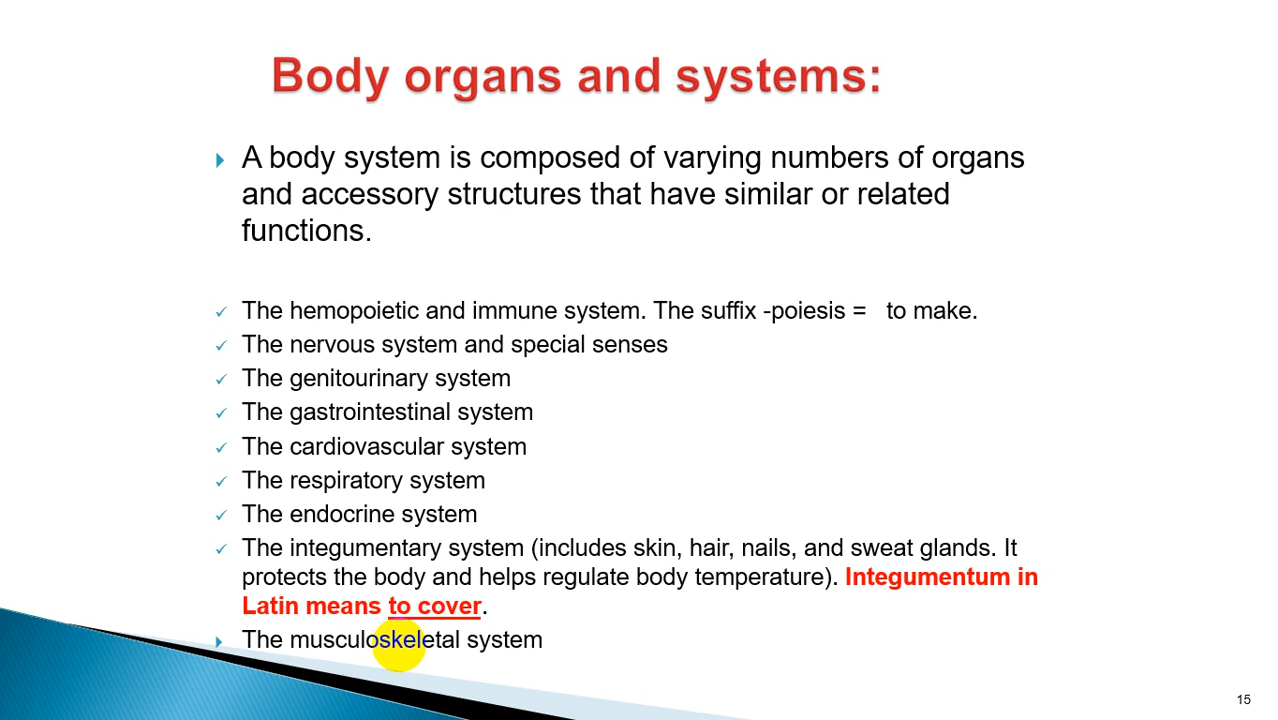 Body organs and systems:
A body system is composed of varying numbers of organs
and accessory structures that have similar or related
functions.
The hemopoietic and immune system. The suffix -poiesis = to make.
The nervous system and special senses
The genitourinary system
The gastrointestinal system
The cardiovascular system
The respiratory system
The endocrine system
The integumentary system (includes skin, hair, nails, and sweat glands. It
protects the body and helps regulate body temperature). Integumentum in
Latin means to cover.
The musculoskeletal system
15